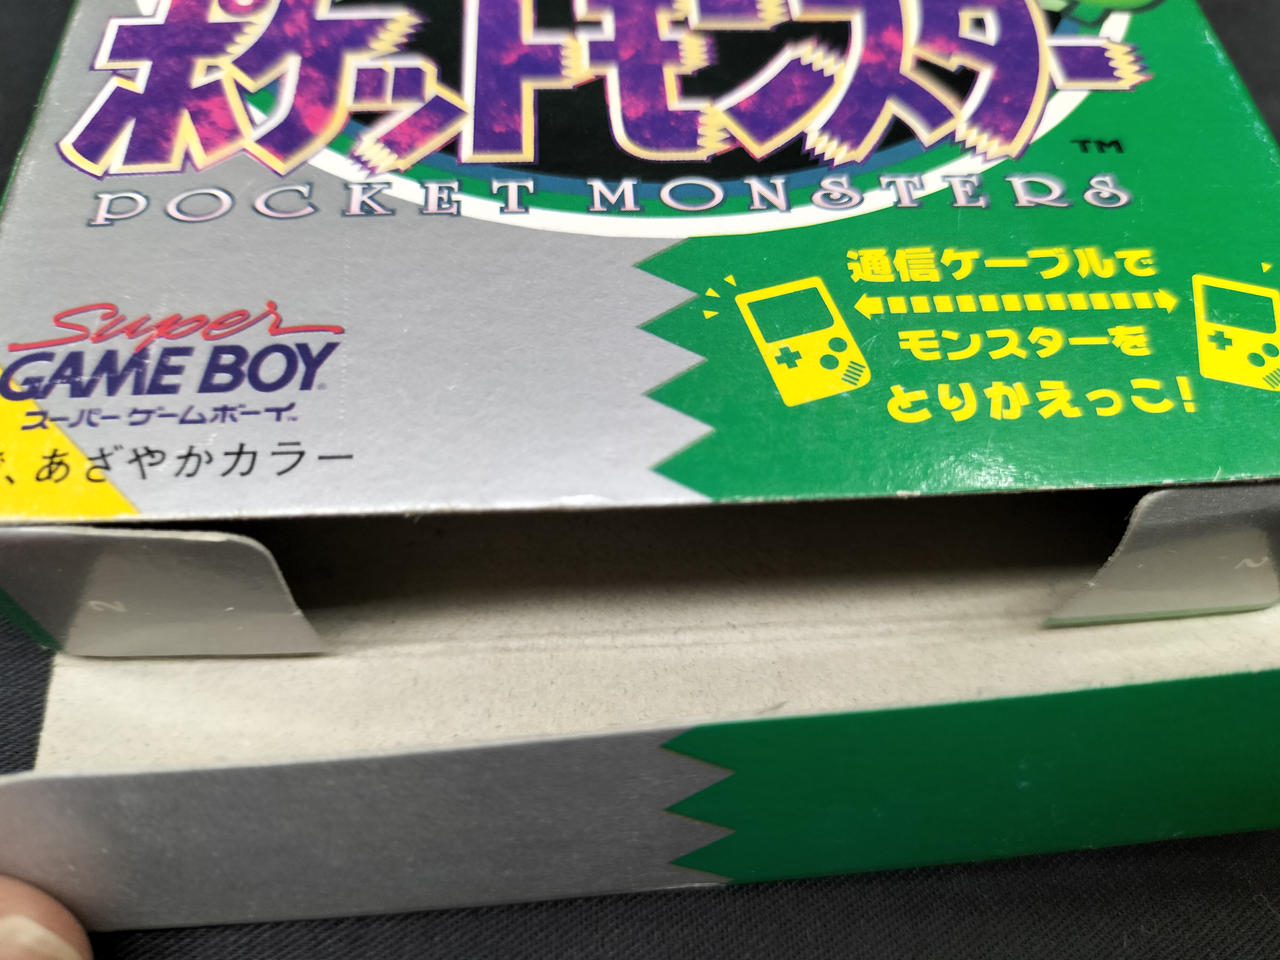 ポケットモンスター
TM
POCKET MONSTERS
通信ケーブルで
モンスターを
とりかえっこ!
Super
GAME BOY
スーパーゲームボーイ
、あざやかカラー
2
2